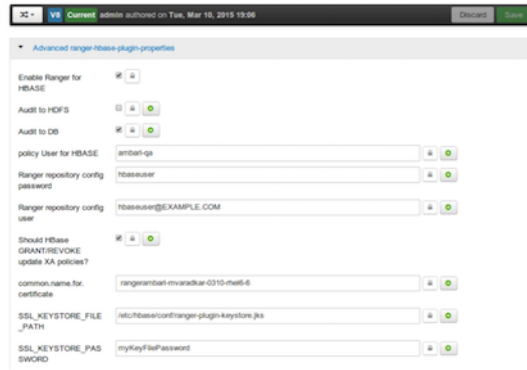 V8 Current admin authored on Tue, Mar 10, 2015 19:06 Discard Save
Advanced ranger-hbase-plugin-properties
Enable Ranger for
HBASE
Audit to HDFS
Audit to DB
policy User for HBASE ambari-qa
Ranger repository config
password
hbaseuser
Ranger repository config
user
hbaseuser@EXAMPLE.COM
Should HBase
GRANT/REVOKE
update XA policies?
common.name.for.
certificate
rangerambari-mvaradkar-0310-rhel6-6
SSL_KEYSTORE_FILE
_PATH
/etc/hbase/conf/ranger-plugin-keystore.jks
SSL_KEYSTORE_PAS
SWORD
myKeyFilePassword